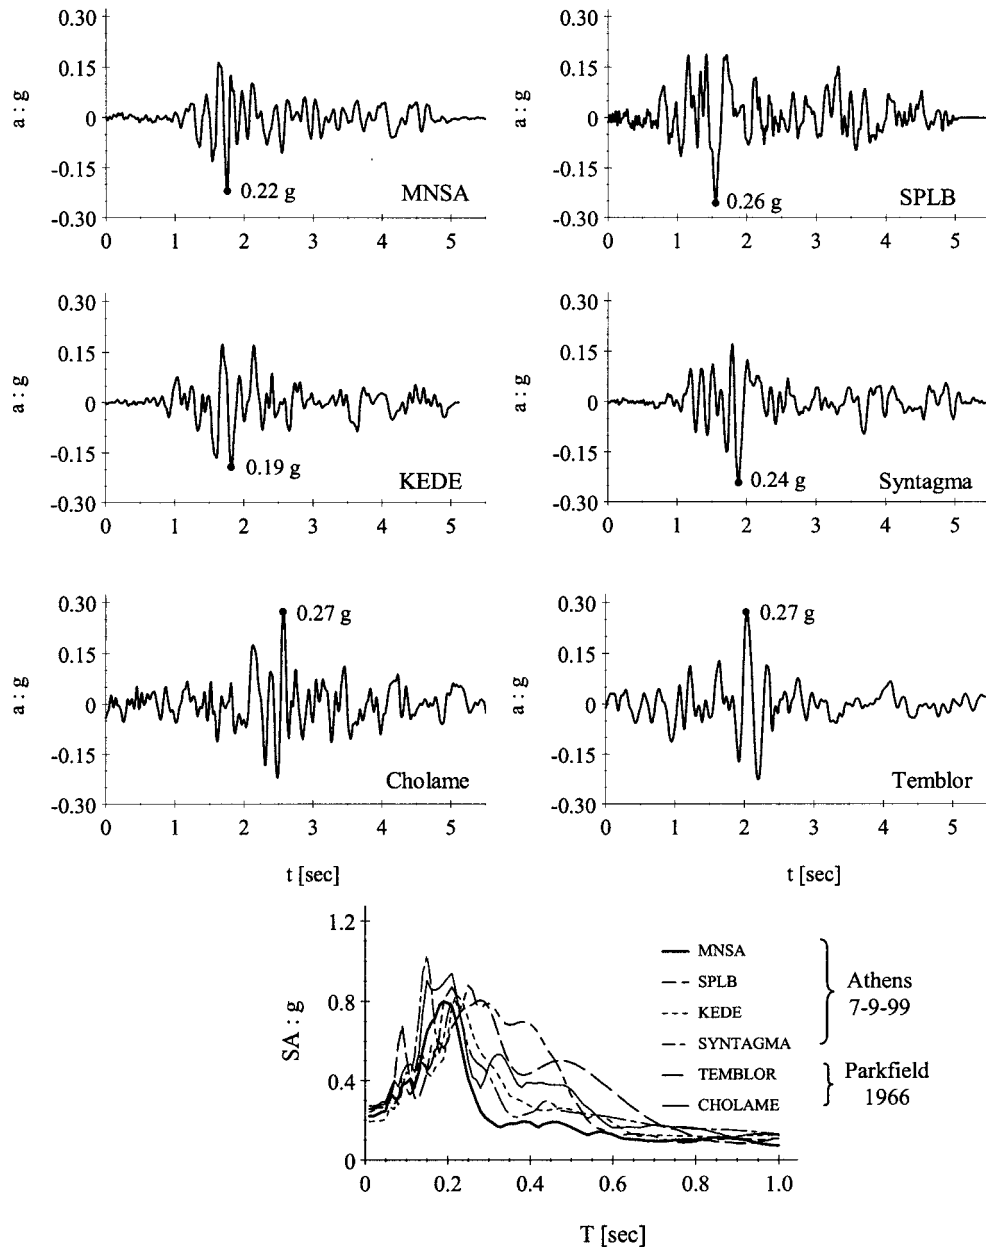 0.30
0.15
0
-0.15
-0.30
a : g
0.22 g
MNSA
0 1 2 3 4 5
0.30
0.15
0
-0.15
-0.30
a : g
0.26 g
SPLB
0 1 2 3 4 5
0.30
0.15
0
-0.15
-0.30
a : g
0.19 g
KEDE
0 1 2 3 4 5
0.30
0.15
0
-0.15
-0.30
a : g
0.24 g
Syntagma
0 1 2 3 4 5
0.30
0.15
0
-0.15
-0.30
a : g
0.27 g
Cholame
0 1 2 3 4 5
t [sec]
0.30
0.15
0
-0.15
-0.30
a : g
0.27 g
Temblor
0 1 2 3 4 5
t [sec]
1.2
0.8
0.4
0
SA : g
MNSA
SPLB
KEDE
SYNTAGMA
TEMBLOR
CHOLAME
Athens
7-9-99
Parkfield
1966
0 0.2 0.4 0.6 0.8 1.0
T [sec]